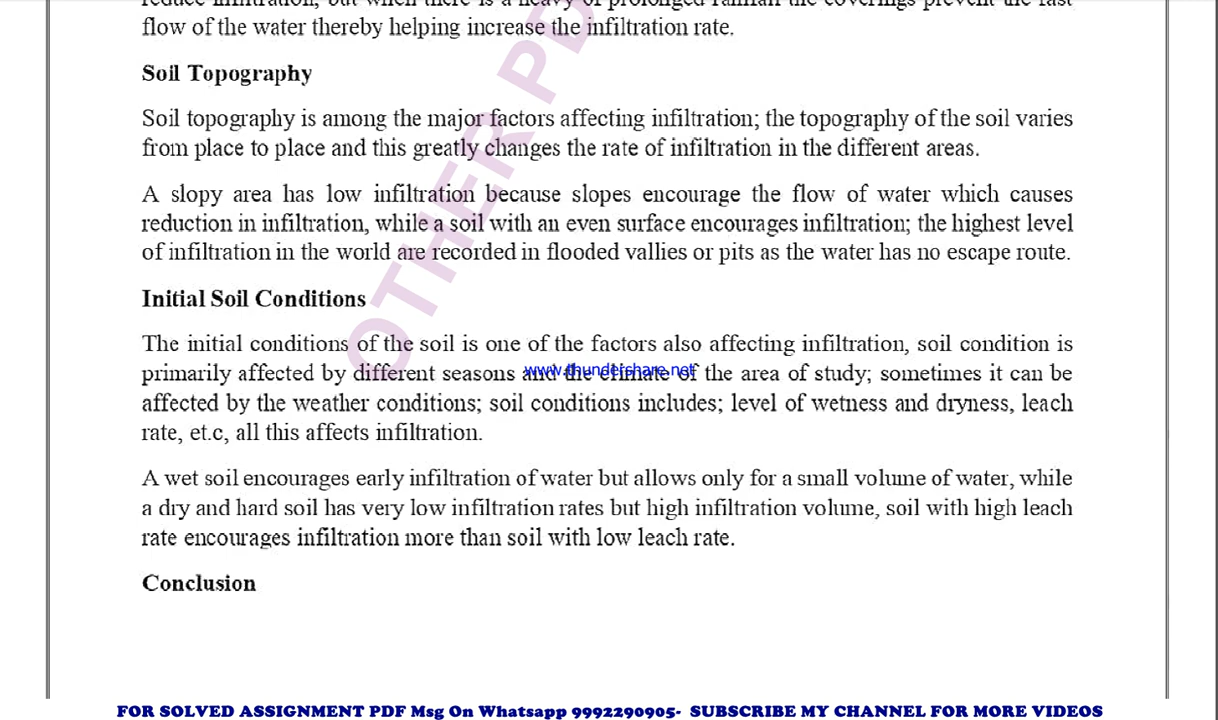 reduce infiltration, but when there is a heavy or prolonged rainfall the coverings prevent the fast
flow of the water thereby helping increase the infiltration rate.
Soil Topography
Soil topography is among the major factors affecting infiltration; the topography of the soil varies
from place to place and this greatly changes the rate of infiltration in the different areas.
A slopy area has low infiltration because slopes encourage the flow of water which causes
reduction in infiltration, while a soil with an even surface encourages infiltration; the highest level
of infiltration in the world are recorded in flooded vallies or pits as the water has no escape route.
Initial Soil Conditions
The initial conditions of the soil is one of the factors also affecting infiltration, soil condition is
primarily affected by different seasons and the climate of the area of study; sometimes it can be
www.thundershare.net
affected by the weather conditions; soil conditions includes; level of wetness and dryness, leach
rate, et.c, all this affects infiltration.
A wet soil encourages early infiltration of water but allows only for a small volume of water, while
a dry and hard soil has very low infiltration rates but high infiltration volume, soil with high leach
rate encourages infiltration more than soil with low leach rate.
Conclusion
OTHER PD
FOR SOLVED ASSIGNMENT PDF Msg On Whatsapp 9992290905- SUBSCRIBE MY CHANNEL FOR MORE VIDEOS